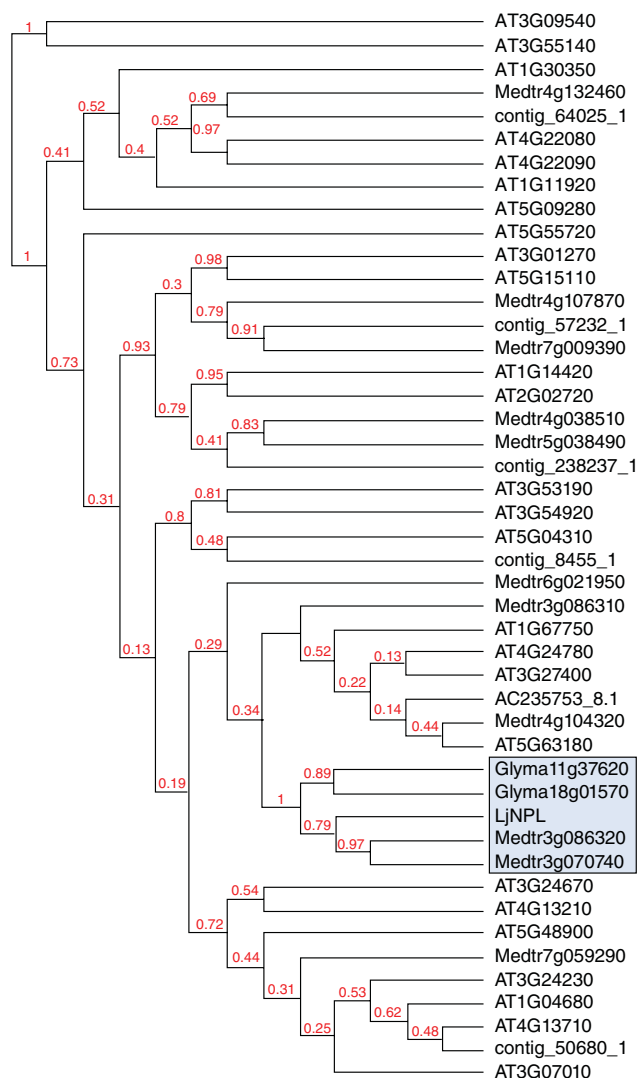 1
AT3G09540
AT3G55140
AT1G30350
0.69
Medtr4g132460
0.52
0.52
contig_64025_1
0.97
AT4G22080
0.4
0.41
AT4G22090
AT1G11920
AT5G09280
AT5G55720
1
0.98
AT3G01270
AT5G15110
0.3
Medtr4g107870
0.79
0.91
contig_57232_1
0.93
Medtr7g009390
0.73
0.95
AT1G14420
AT2G02720
0.79
0.83
Medtr4g038510
0.41
Medtr5g038490
contig_238237_1
0.31
0.81
AT3G53190
0.8
AT3G54920
AT5G04310
0.48
contig_8455_1
Medtr6g021950
Medtr3g086310
0.13
0.29
0.52
AT1G67750
0.13
AT4G24780
0.22
AT3G27400
0.34
0.14
AC235753_8.1
0.44
Medtr4g104320
AT5G63180
0.89
Glyma11g37620
0.19
1
Glyma18g01570
0.79
LjNPL
0.97
Medtr3g086320
Medtr3g070740
0.54
AT3G24670
AT4G13210
0.72
AT5G48900
0.44
Medtr7g059290
0.31
0.53
AT3G24230
0.62
AT1G04680
0.25
0.48
AT4G13710
contig_50680_1
AT3G07010